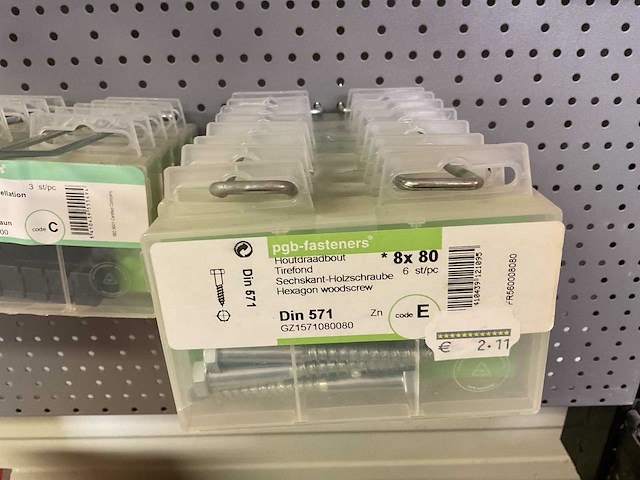 3 st/pc
code C
pgb-fasteners®
Houtdraadbout
Tirefond
Sechskant-Holzschraube
Hexagon woodscrew
* 8x 80
6 st/pc
Din 571
Din 571
GZ1571080080
Zn
code E
€ 2.11